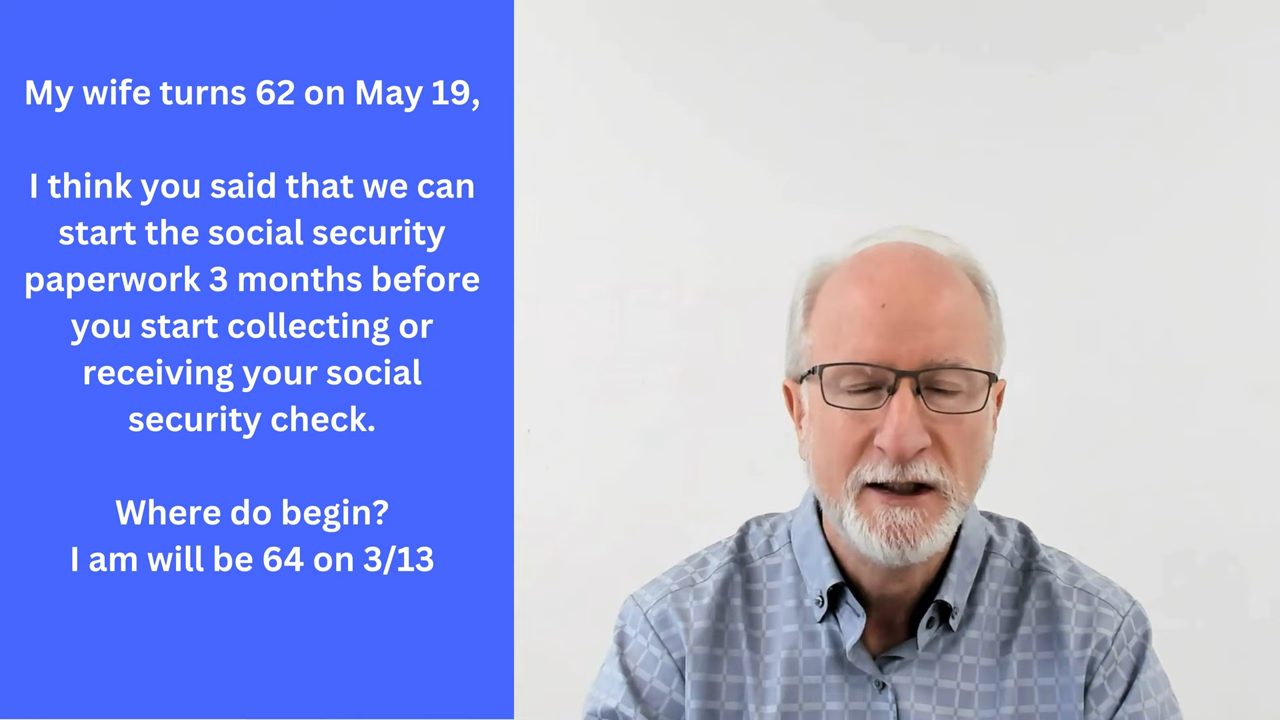 My wife turns 62 on May 19,
I think you said that we can
start the social security
paperwork 3 months before
you start collecting or
receiving your social
security check.
Where do begin?
I am will be 64 on 3/13